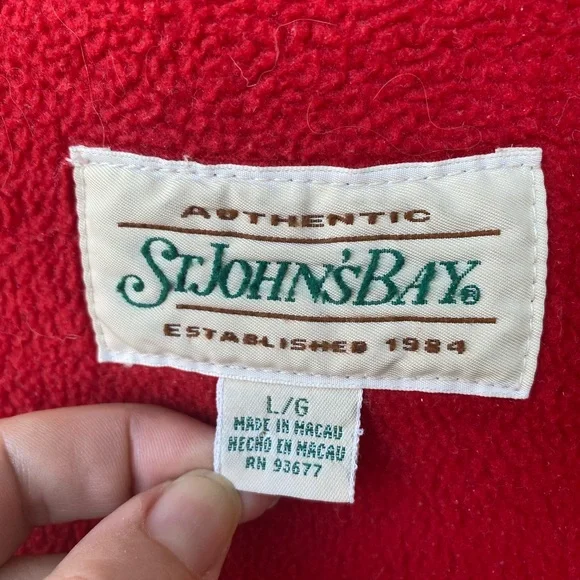 AUTHENTIC
ST. JOHN'S BAY®
ESTABLISHED 1984
L/G
MADE IN MACAU
HECHO EN MACAU
RN 93677